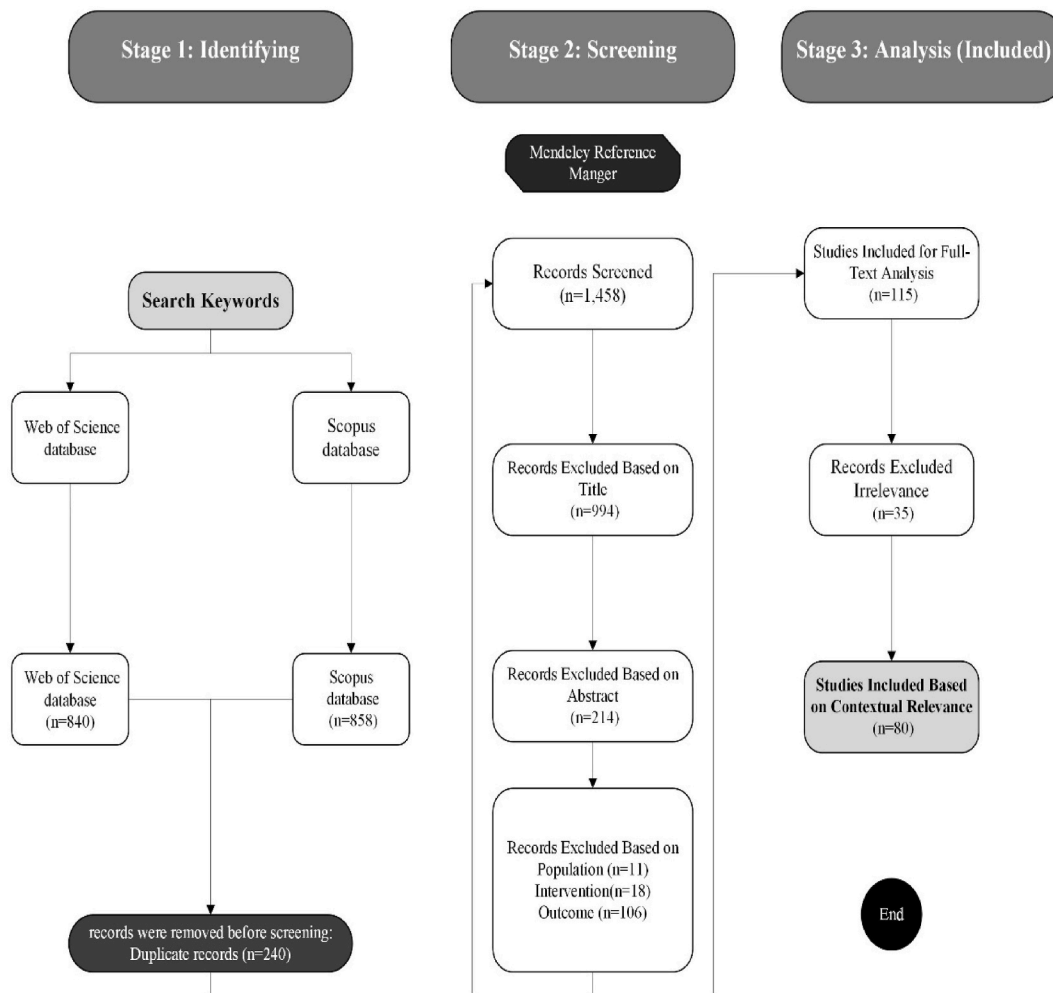 Stage 1: Identifying
Stage 2: Screening
Stage 3: Analysis (Included)
Mendeley Reference
Manger
Search Keywords
Web of Science
database
Scopus
database
Web of Science
database
(n=840)
Scopus
database
(n=858)
records were removed before screening:
Duplicate records (n=240)
Records Screened
(n=1,458)
Records Excluded Based on
Title
(n=994)
Records Excluded Based on
Abstract
(n=214)
Records Excluded Based on
Population (n=11)
Intervention(n=18)
Outcome (n=106)
Studies Included for Full-
Text Analysis
(n=115)
Records Excluded
Irrelevance
(n=35)
Studies Included Based
on Contextual Relevance
(n=80)
End